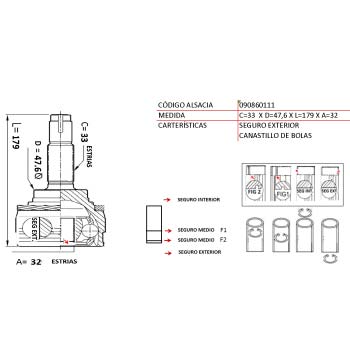 CÓDIGO ALSACIA 090860111
MEDIDA C=33 X D=47,6 X L=179 X A=32
CARTERÍSTICAS SEGURO EXTERIOR
CANASTILLO DE BOLAS
L= 179
D = 47.6
C= 33
ESTRIAS
SEG EXT
A= 32 ESTRIAS
SEGURO INTERIOR
SEGURO MEDIO F1
SEGURO MEDIO F2
SEGURO EXTERIOR
FIG 2
FIG1
SEG INT.
SEG EXT